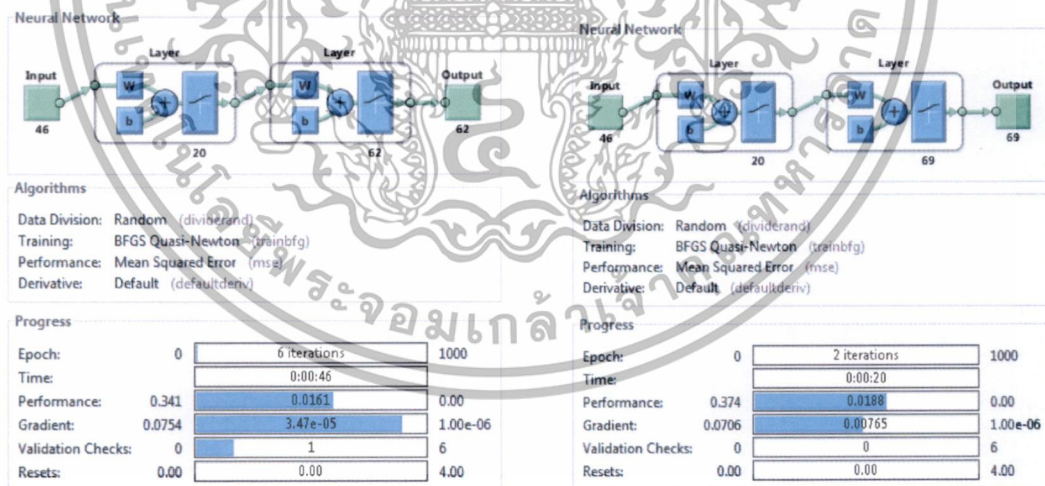 Neural Network
Layer
Layer
Input
W
b
W
b
Output
46
20
62
62
Algorithms
Data Division: Random (dividerand)
Training: BFGS Quasi-Newton (trainbfg)
Performance: Mean Squared Error (mse)
Derivative: Default (defaultderiv)
Progress
Epoch: 0 6 iterations 1000
Time: 0:00:46
Performance: 0.341 0.0161 0.00
Gradient: 0.0754 3.47e-05 1.00e-06
Validation Checks: 0 1 6
Resets: 0.00 0.00 4.00
Neural Network
Layer
Layer
Input
W
b
W
b
Output
46
20
69
69
Algorithms
Data Division: Random (dividerand)
Training: BFGS Quasi-Newton (trainbfg)
Performance: Mean Squared Error (mse)
Derivative: Default (defaultderiv)
Progress
Epoch: 0 2 iterations 1000
Time: 0:00:20
Performance: 0.374 0.0188 0.00
Gradient: 0.0706 0.00765 1.00e-06
Validation Checks: 0 0 6
Resets: 0.00 0.00 4.00